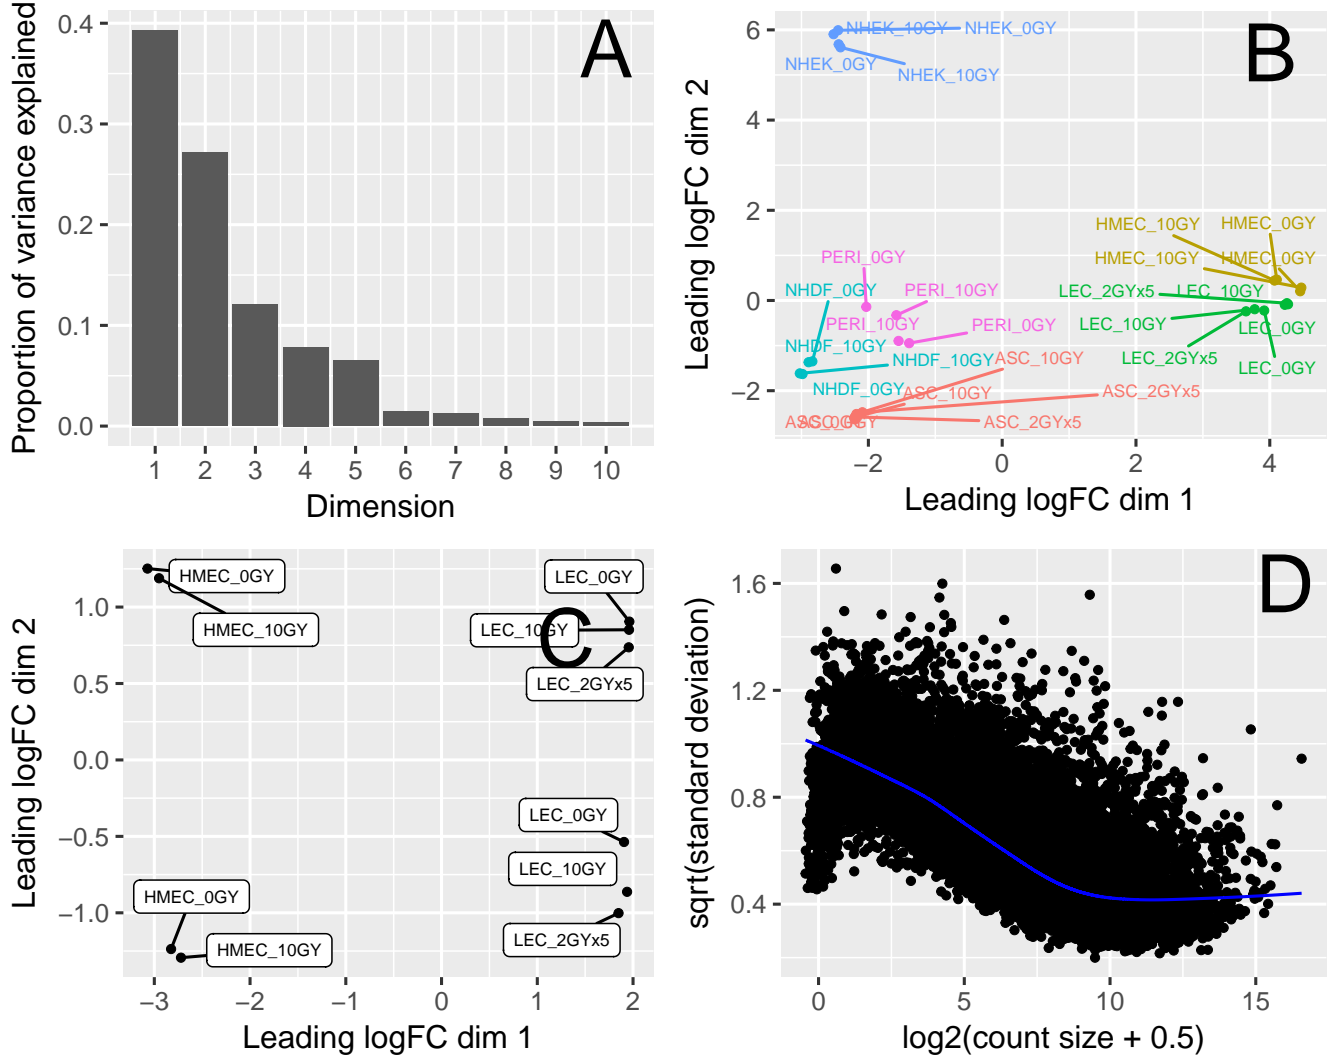 A
0.4
0.3
0.2
0.1
0.0
1 2 3 4 5 6 7 8 9 10
Dimension
Proportion of variance explained
B
6
4
2
0
−2
NHEK_10GY NHEK_0GY
NHEK_0GY
NHEK_10GY
HMEC_10GY HMEC_0GY
HMEC_10GY HMEC_0GY
PERI_0GY
NHDF_0GY PERI_10GY
LEC_2GYx5 LEC_10GY
PERI_10GY PERI_0GY
LEC_10GY LEC_0GY
NHDF_10GY
NHDF_10GY ASC_10GY
LEC_2GYx5 LEC_0GY
NHDF_0GY ASC_10GY ASC_2GYx5
ASC_0GY ASC_0GY ASC_2GYx5
−2 0 2 4
Leading logFC dim 1
Leading logFC dim 2
C
1.0
0.5
0.0
−0.5
−1.0
HMEC_0GY LEC_0GY
HMEC_10GY LEC_10GY
LEC_2GYx5
LEC_0GY
LEC_10GY
HMEC_0GY
HMEC_10GY LEC_2GYx5
−3 −2 −1 0 1 2
Leading logFC dim 1
Leading logFC dim 2
D
1.6
1.2
0.8
0.4
0 5 10 15
log2(count size + 0.5)
sqrt(standard deviation)